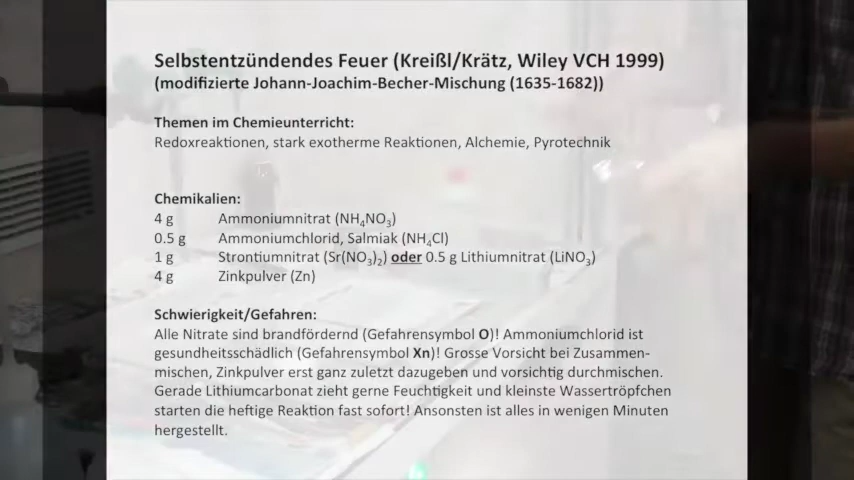 Selbstentzündendes Feuer (Kreißl/Krätz, Wiley VCH 1999)
(modifizierte Johann-Joachim-Becher-Mischung (1635-1682))
Themen im Chemieunterricht:
Redoxreaktionen, stark exotherme Reaktionen, Alchemie, Pyrotechnik
Chemikalien:
4 g Ammoniumnitrat (NH₄NO₃)
0.5 g Ammoniumchlorid, Salmiak (NH₄Cl)
1 g Strontiumnitrat (Sr(NO₃)₂) oder 0.5 g Lithiumnitrat (LiNO₃)
4 g Zinkpulver (Zn)
Schwierigkeit/Gefahren:
Alle Nitrate sind brandfördernd (Gefahrensymbol O)! Ammoniumchlorid ist
gesundheitsschädlich (Gefahrensymbol Xn)! Grosse Vorsicht bei Zusammen-
mischen, Zinkpulver erst ganz zuletzt dazugeben und vorsichtig durchmischen.
Gerade Lithiumcarbonat zieht gerne Feuchtigkeit und kleinste Wassertröpfchen
starten die heftige Reaktion fast sofort! Ansonsten ist alles in wenigen Minuten
hergestellt.